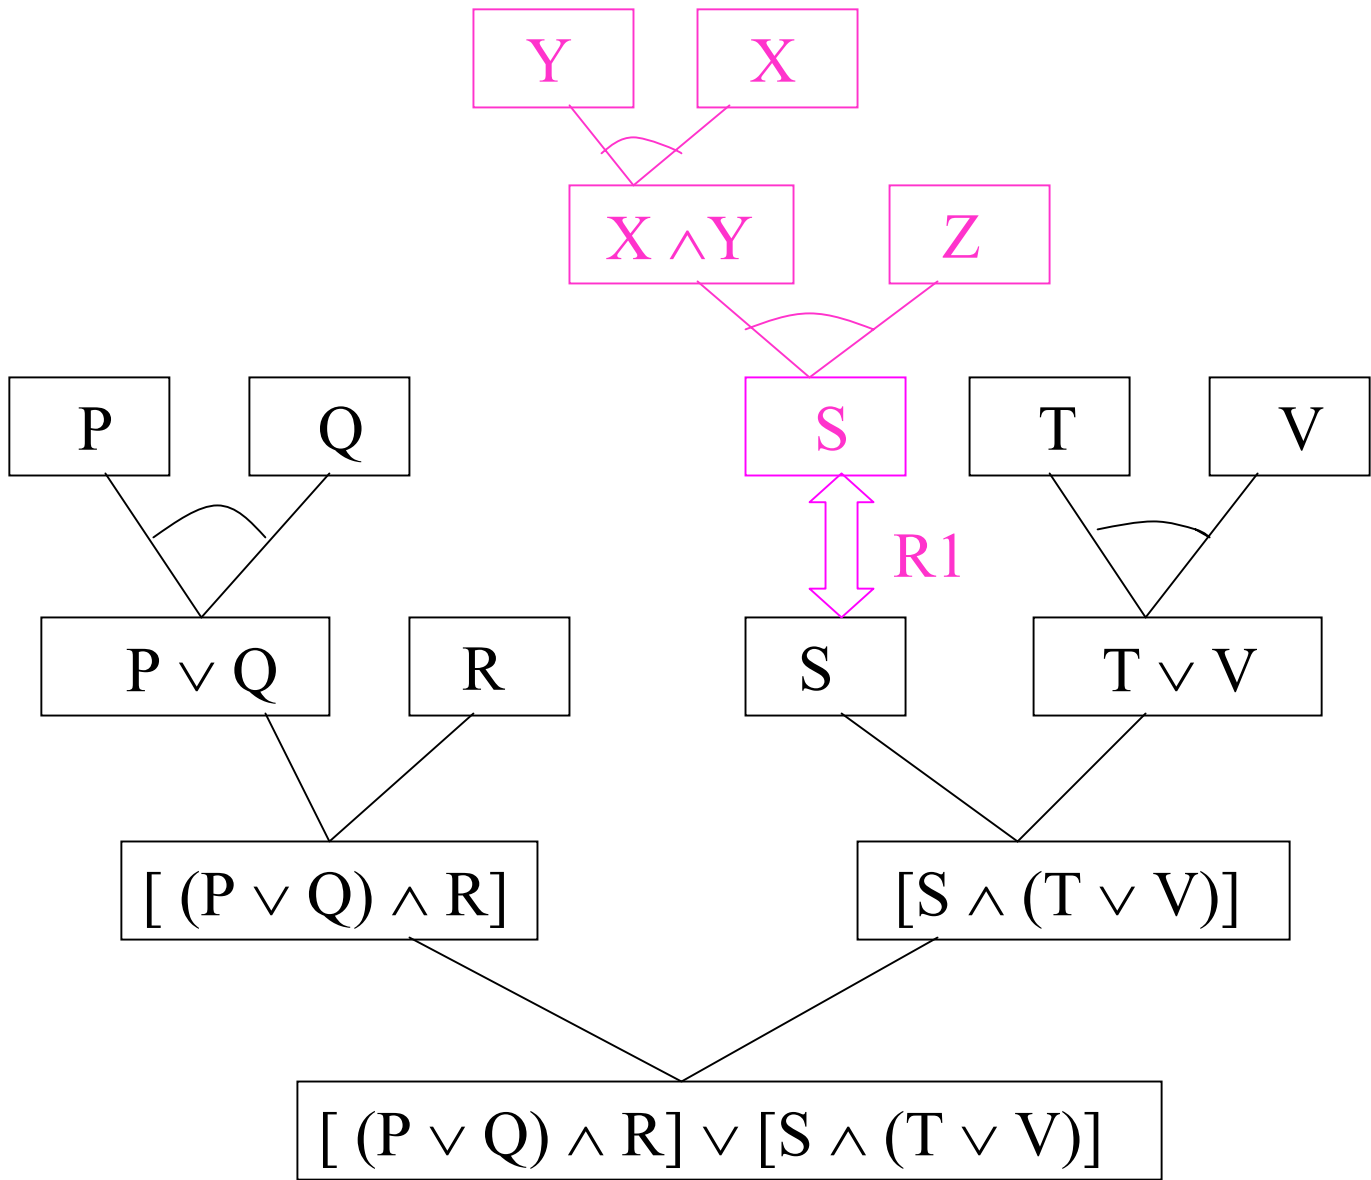 Y X
X ∧ Y Z
P Q S T V
R1
P ∨ Q R S T ∨ V
[ (P ∨ Q) ∧ R] [S ∧ (T ∨ V)]
[ (P ∨ Q) ∧ R] ∨ [S ∧ (T ∨ V)]